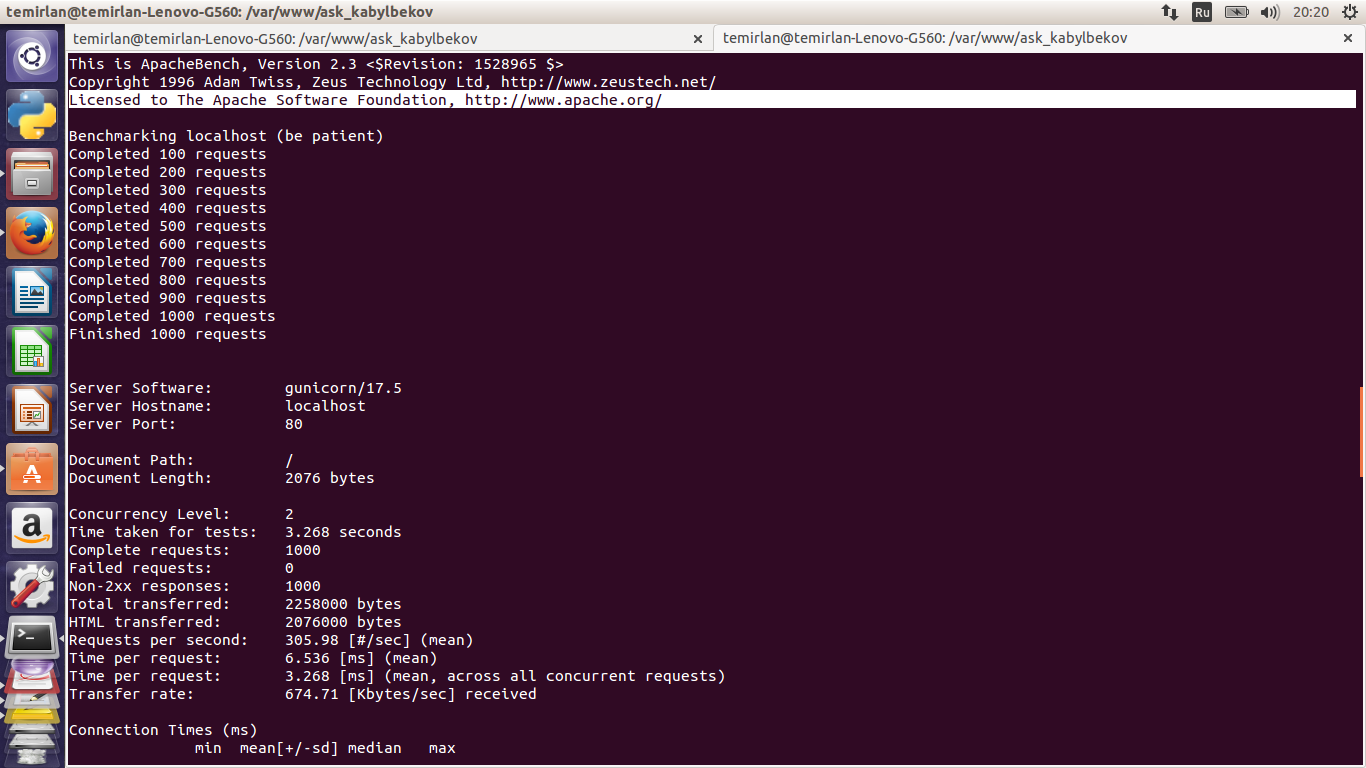 temirlan@temirlan-Lenovo-G560: /var/www/ask_kabylbekov
Ru
20:20
temirlan@temirlan-Lenovo-G560: /var/www/ask_kabylbekov
temirlan@temirlan-Lenovo-G560: /var/www/ask_kabylbekov
This is ApacheBench, Version 2.3 <$Revision: 1528965 $>
Copyright 1996 Adam Twiss, Zeus Technology Ltd, http://www.zeustech.net/
Licensed to The Apache Software Foundation, http://www.apache.org/
Benchmarking localhost (be patient)
Completed 100 requests
Completed 200 requests
Completed 300 requests
Completed 400 requests
Completed 500 requests
Completed 600 requests
Completed 700 requests
Completed 800 requests
Completed 900 requests
Completed 1000 requests
Finished 1000 requests
Server Software:        gunicorn/17.5
Server Hostname:        localhost
Server Port:            80
Document Path:          /
Document Length:        2076 bytes
Concurrency Level:      2
Time taken for tests:   3.268 seconds
Complete requests:      1000
Failed requests:        0
Non-2xx responses:      1000
Total transferred:      2258000 bytes
HTML transferred:       2076000 bytes
Requests per second:    305.98 [#/sec] (mean)
Time per request:       6.536 [ms] (mean)
Time per request:       3.268 [ms] (mean, across all concurrent requests)
Transfer rate:          674.71 [Kbytes/sec] received
Connection Times (ms)
              min  mean[+/-sd] median   max